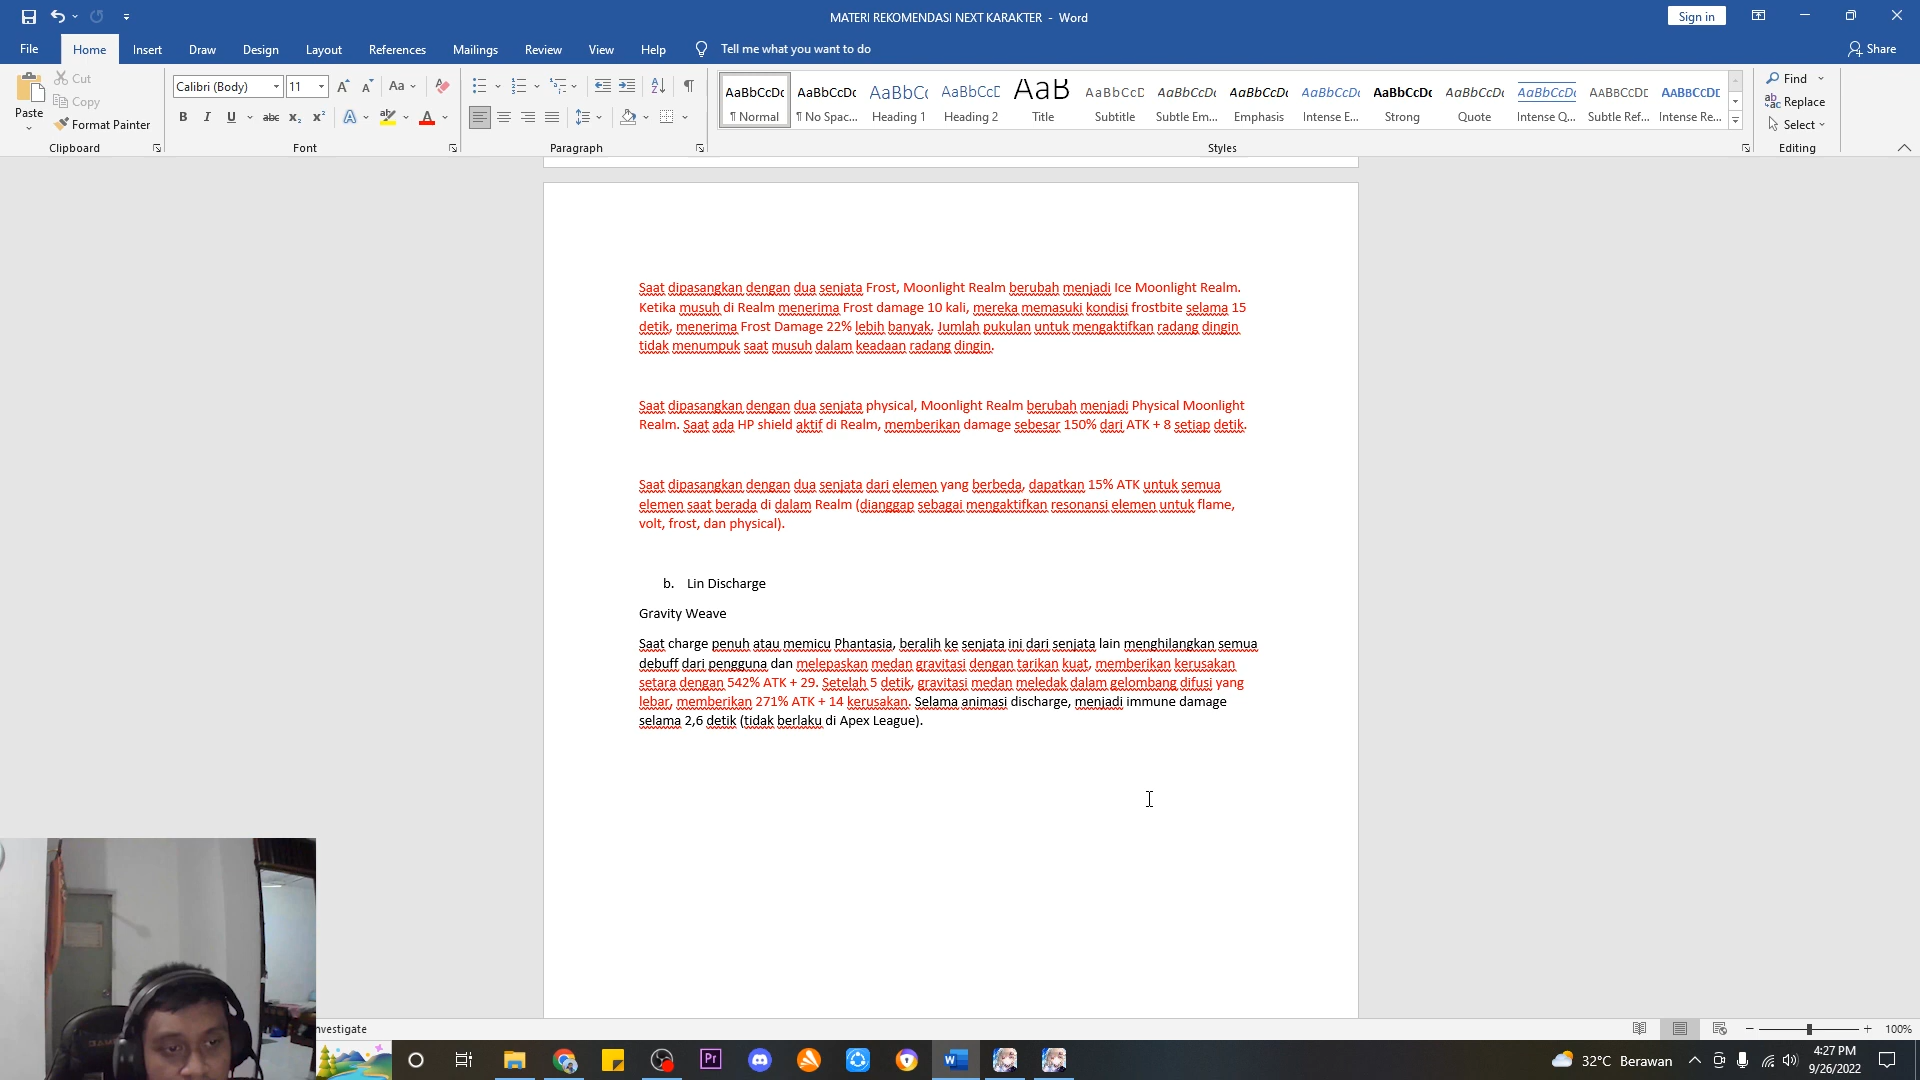 MATERI REKOMENDASI NEXT KARAKTER - Word
Sign in
File Home Insert Draw Design Layout References Mailings Review View Help Tell me what you want to do
Share
Paste
Cut
Copy
Format Painter
Clipboard
Calibri (Body) 11
Font
Paragraph
AaBbCcDc AaBbCcDc AaBbCc AaBbCcE AaB AaBbCcD AaBbCcDc AaBbCcDc AaBbCcDc AaBbCcDc AaBbCcDc AaBbCcDc AABBCCDE AABBCCDE
¶ Normal ¶ No Spac... Heading 1 Heading 2 Title Subtitle Subtle Em... Emphasis Intense E... Strong Quote Intense Q... Subtle Ref... Intense Re...
Styles
Find
Replace
Select
Editing
Saat dipasangkan dengan dua senjata Frost, Moonlight Realm berubah menjadi Ice Moonlight Realm.
Ketika musuh di Realm menerima Frost damage 10 kali, mereka memasuki kondisi frostbite selama 15
detik, menerima Frost Damage 22% lebih banyak. Jumlah pukulan untuk mengaktifkan radang dingin
tidak menumpuk saat musuh dalam keadaan radang dingin.
Saat dipasangkan dengan dua senjata physical, Moonlight Realm berubah menjadi Physical Moonlight
Realm. Saat ada HP shield aktif di Realm, memberikan damage sebesar 150% dari ATK + 8 setiap detik.
Saat dipasangkan dengan dua senjata dari elemen yang berbeda, dapatkan 15% ATK untuk semua
elemen saat berada di dalam Realm (dianggap sebagai mengaktifkan resonansi elemen untuk flame,
volt, frost, dan physical).
b. Lin Discharge
Gravity Weave
Saat charge penuh atau memicu Phantasia, beralih ke senjata ini dari senjata lain menghilangkan semua
debuff dari pengguna dan melepaskan medan gravitasi dengan tarikan kuat, memberikan kerusakan
setara dengan 542% ATK + 29. Setelah 5 detik, gravitasi medan meledak dalam gelombang difusi yang
lebar, memberikan 271% ATK + 14 kerusakan. Selama animasi discharge, menjadi immune damage
selama 2,6 detik (tidak berlaku di Apex League).
nvestigate
100%
32°C Berawan
4:27 PM
9/26/2022